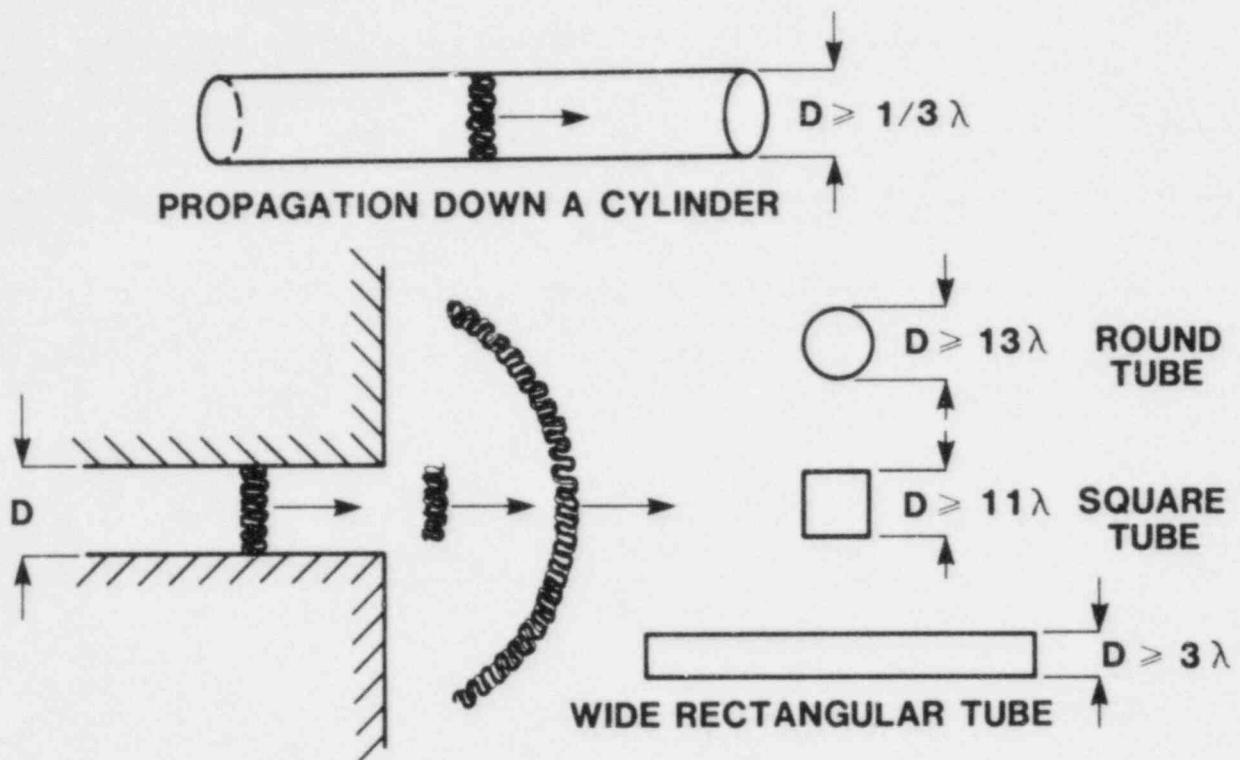 D ⩾ 1/3 λ
PROPAGATION DOWN A CYLINDER
D
D ⩾ 13 λ
ROUND
TUBE
D ⩾ 11 λ
SQUARE
TUBE
D ⩾ 3 λ
WIDE RECTANGULAR TUBE